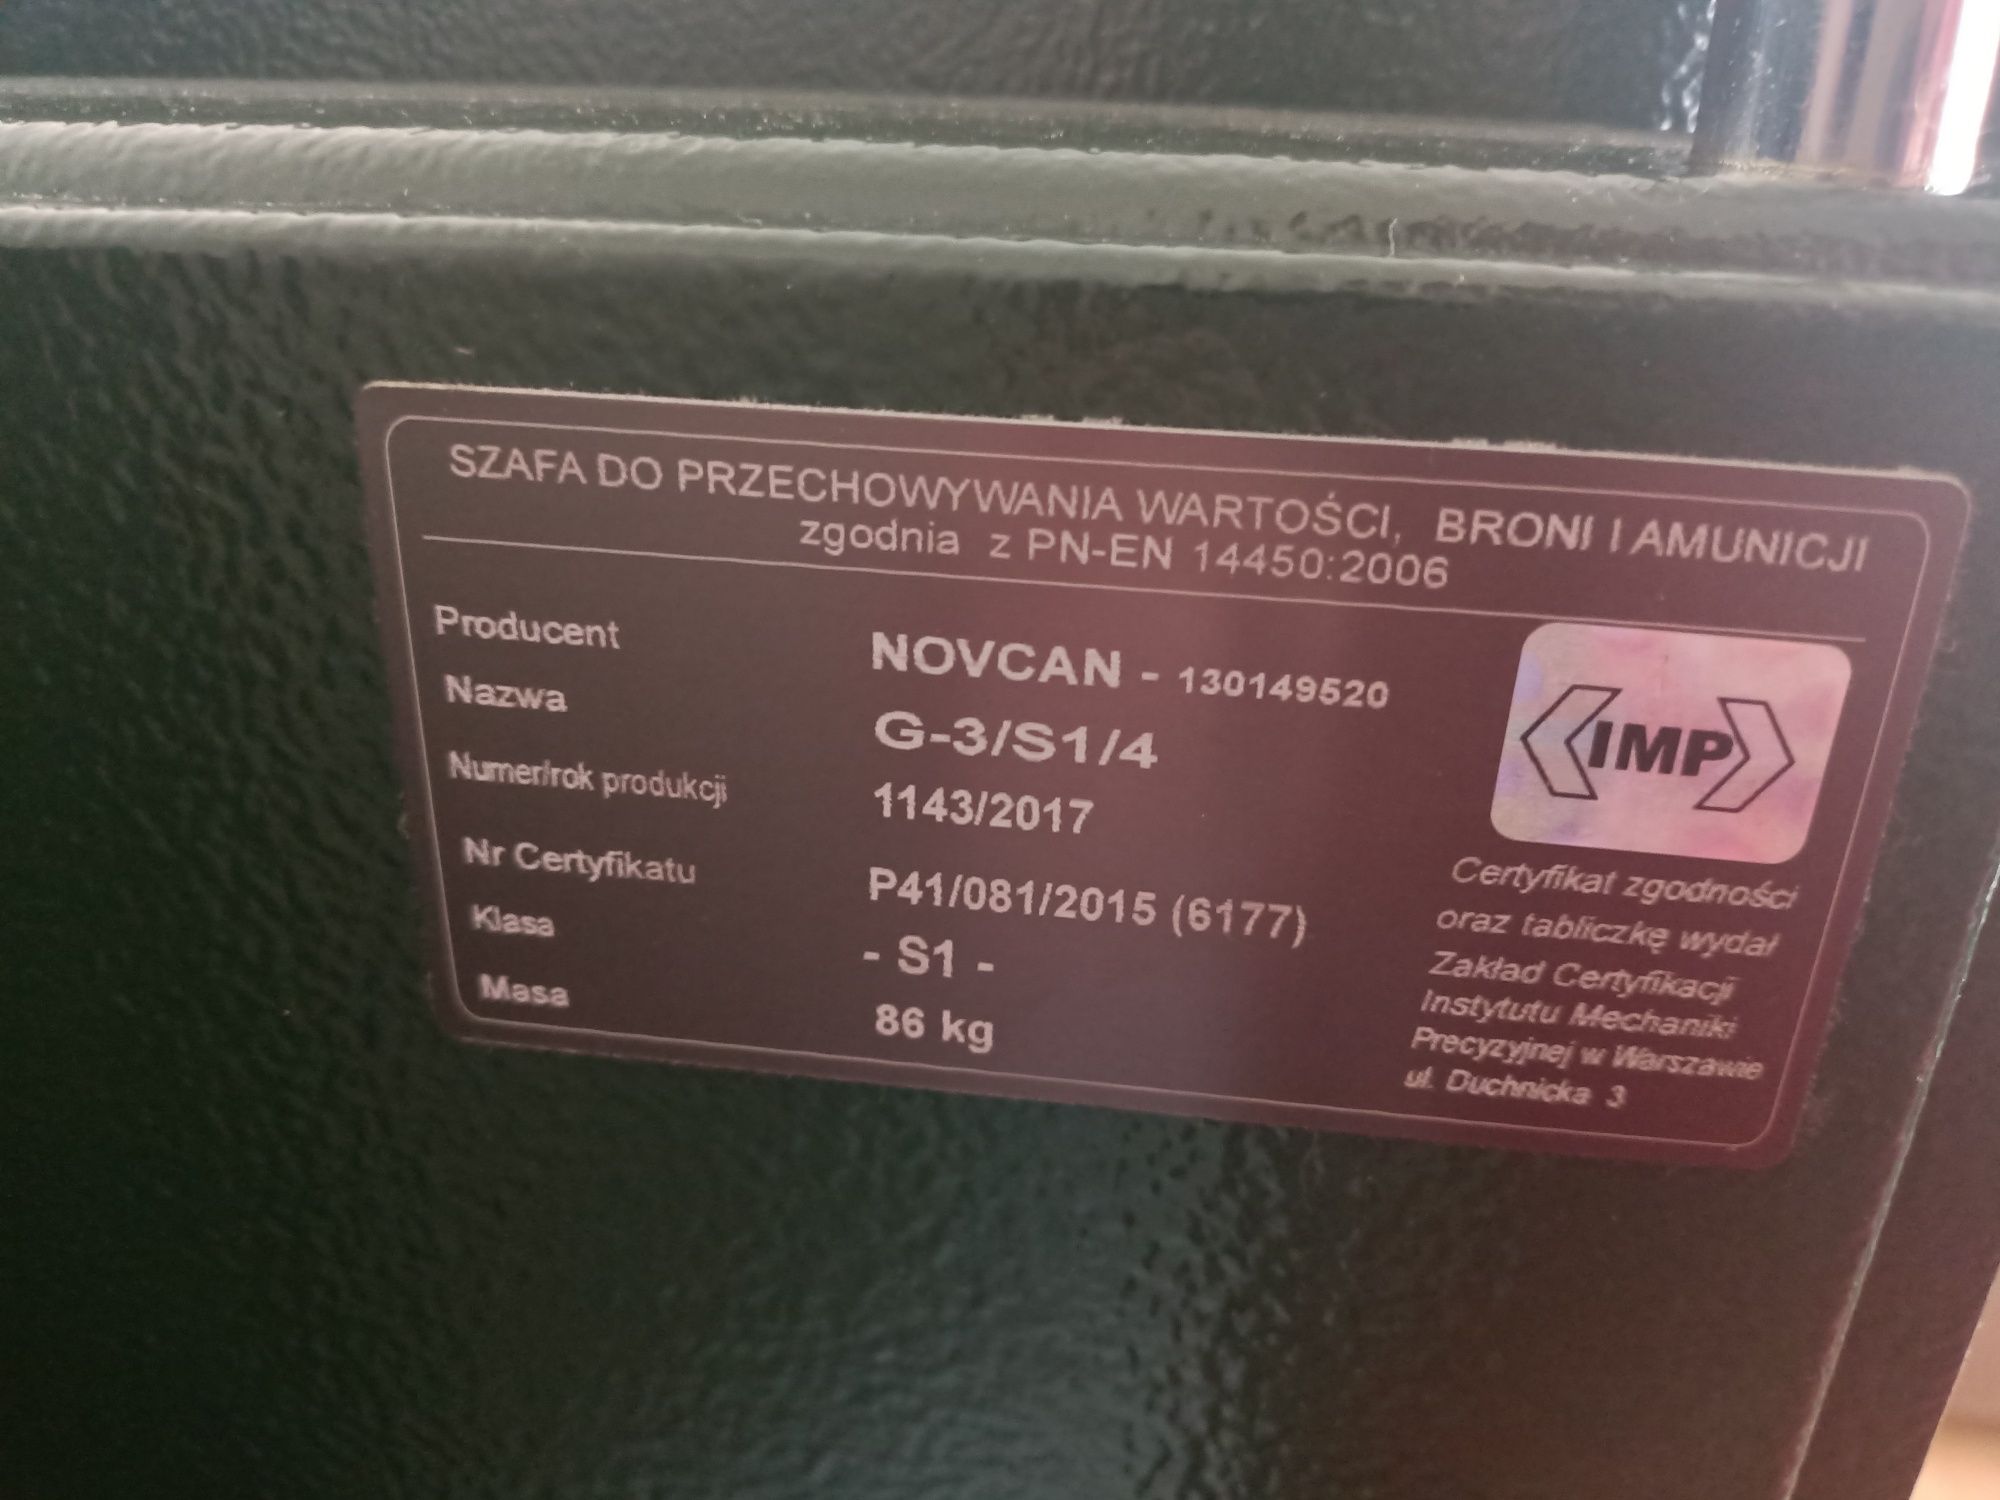 SZAFA DO PRZECHOWYWANIA WARTOŚCI, BRONI I AMUNICJI
zgodnia z PN-EN 14450:2006
Producent NOVCAN - 130149520
Nazwa G-3/S1/4
Numer/rok produkcji 1143/2017
Nr Certyfikatu P41/081/2015 (6177)
Klasa - S1 -
Masa 86 kg
IMP
Certyfikat zgodności
oraz tabliczkę wydał
Zakład Certyfikacji
Instytutu Mechaniki
Precyzyjnej w Warszawie
ul. Duchnicka 3